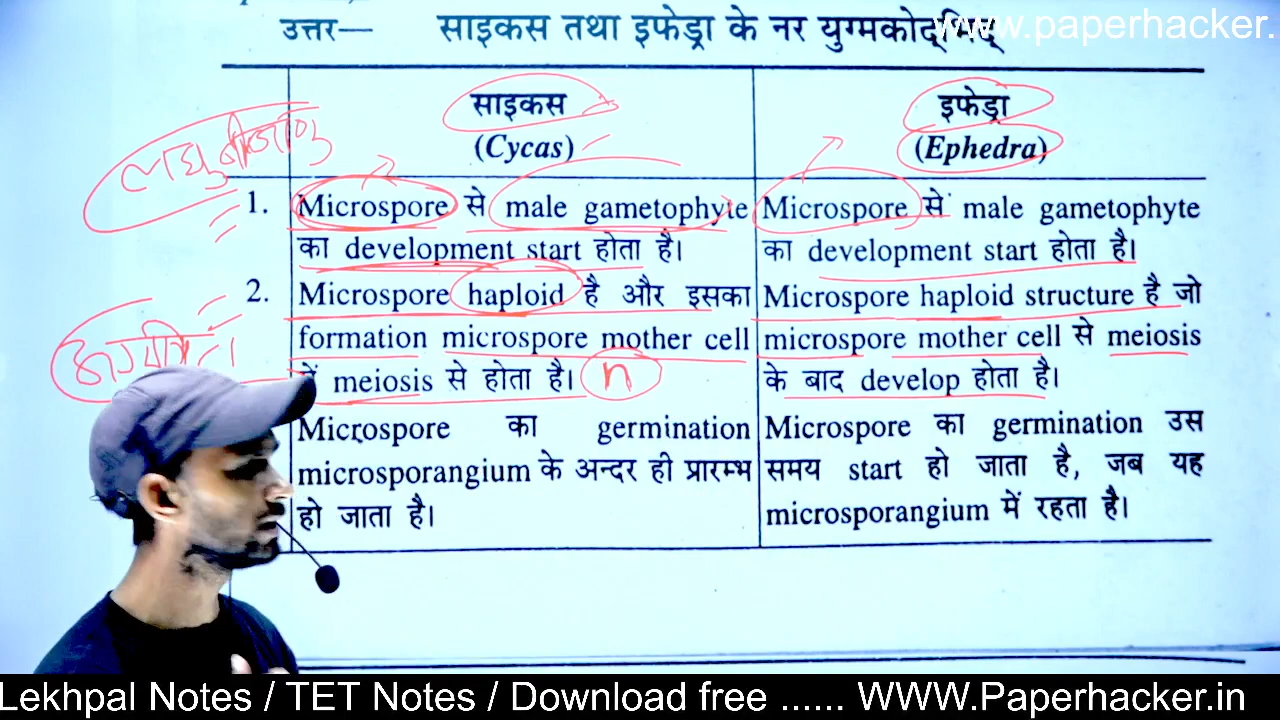 www.paperhacker.
उत्तर— साइकस तथा इफेड्रा के नर युग्मकोद्भिद्
साइकस
(Cycas)
इफेड्रा
(Ephedra)
लघुबीजाणु
1. Microspore से male gametophyte
का development start होता है।
Microspore से male gametophyte
का development start होता है।
2. Microspore haploid है और इसका
formation microspore mother cell
में meiosis से होता है। n
Microspore haploid structure है जो
microspore mother cell से meiosis
के बाद develop होता है।
Microspore का germination
microsporangium के अन्दर ही प्रारम्भ
हो जाता है।
Microspore का germination उस
समय start हो जाता है, जब यह
microsporangium में रहता है।
Lekhpal Notes / TET Notes / Download free ...... WWW.Paperhacker.in